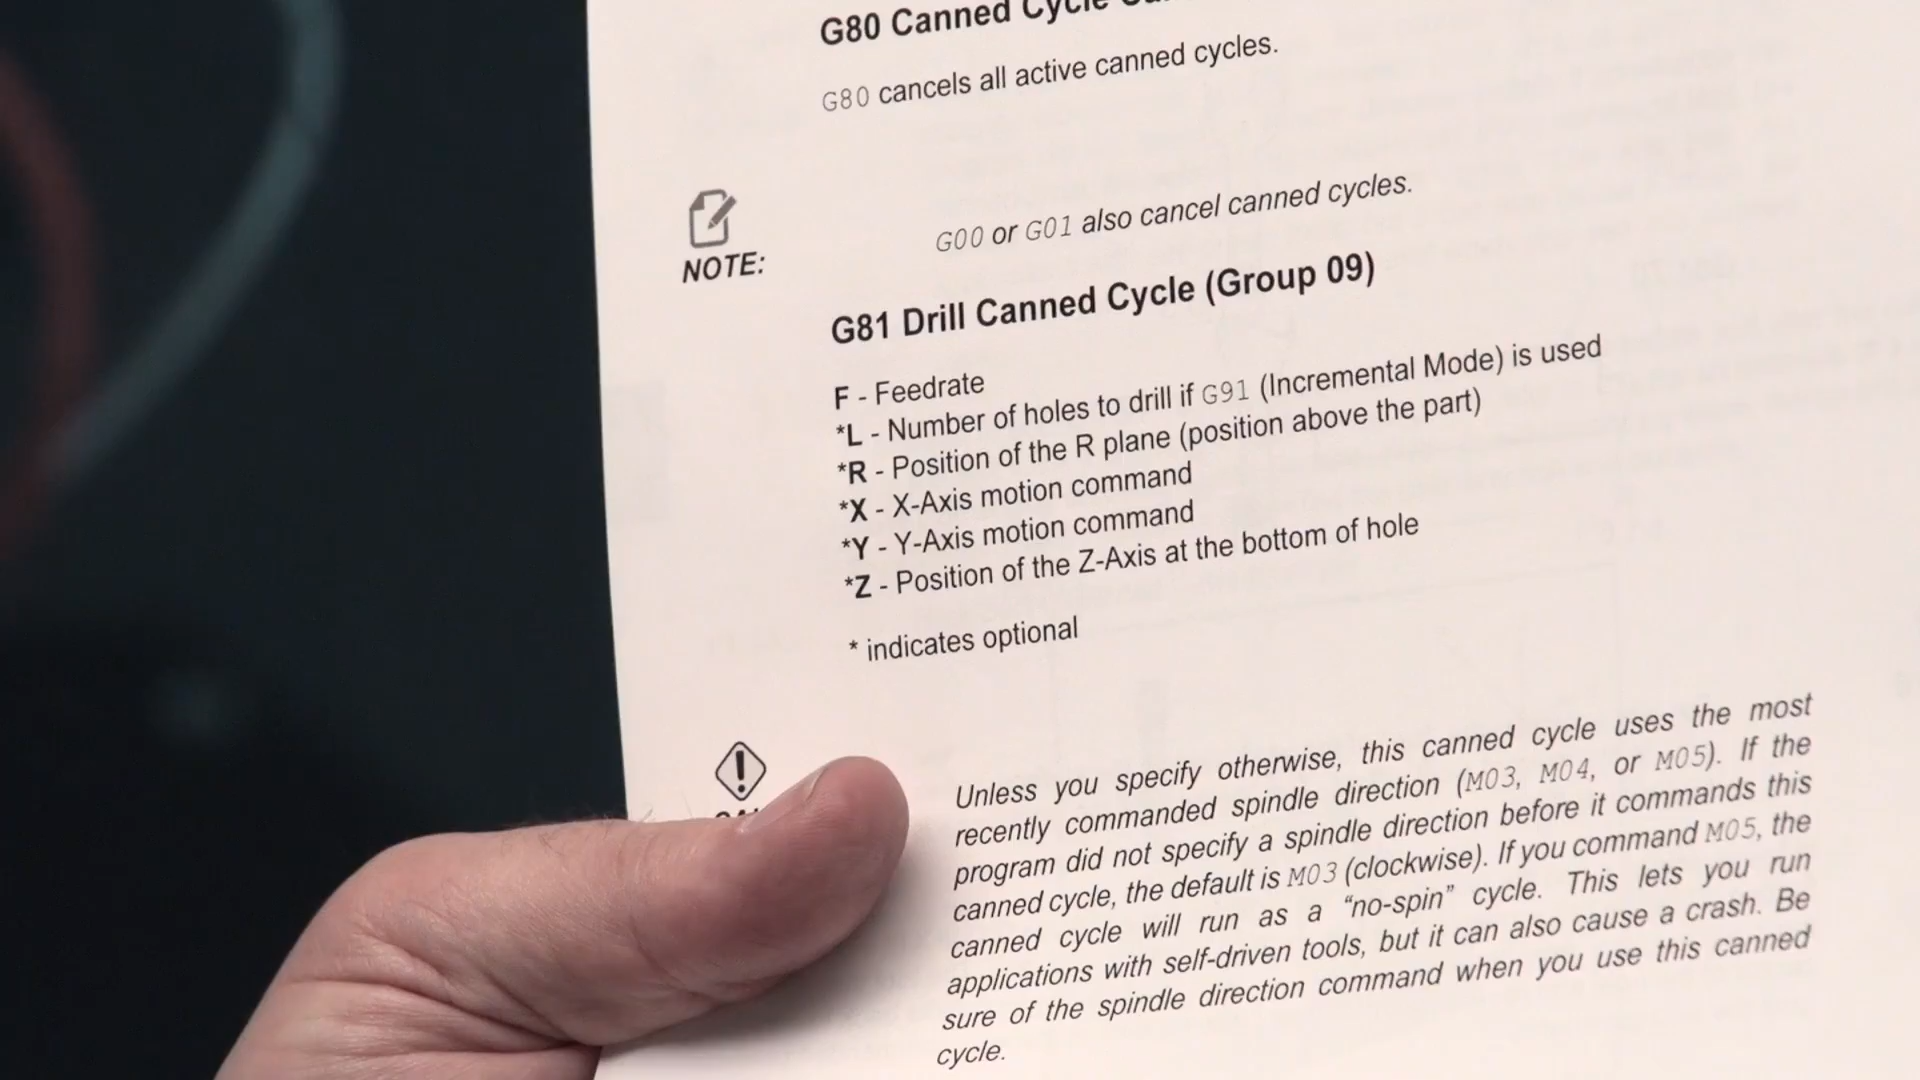 G80 Canned Cycle
G80 cancels all active canned cycles.
NOTE:
G00 or G01 also cancel canned cycles.
G81 Drill Canned Cycle (Group 09)
F - Feedrate
*L - Number of holes to drill if G91 (Incremental Mode) is used
*R - Position of the R plane (position above the part)
*X - X-Axis motion command
*Y - Y-Axis motion command
*Z - Position of the Z-Axis at the bottom of hole
* indicates optional
Unless you specify otherwise, this canned cycle uses the most
recently commanded spindle direction (M03, M04, or M05). If the
program did not specify a spindle direction before it commands this
canned cycle, the default is M03 (clockwise). If you command M05, the
canned cycle will run as a “no-spin” cycle. This lets you run
applications with self-driven tools, but it can also cause a crash. Be
sure of the spindle direction command when you use this canned
cycle.